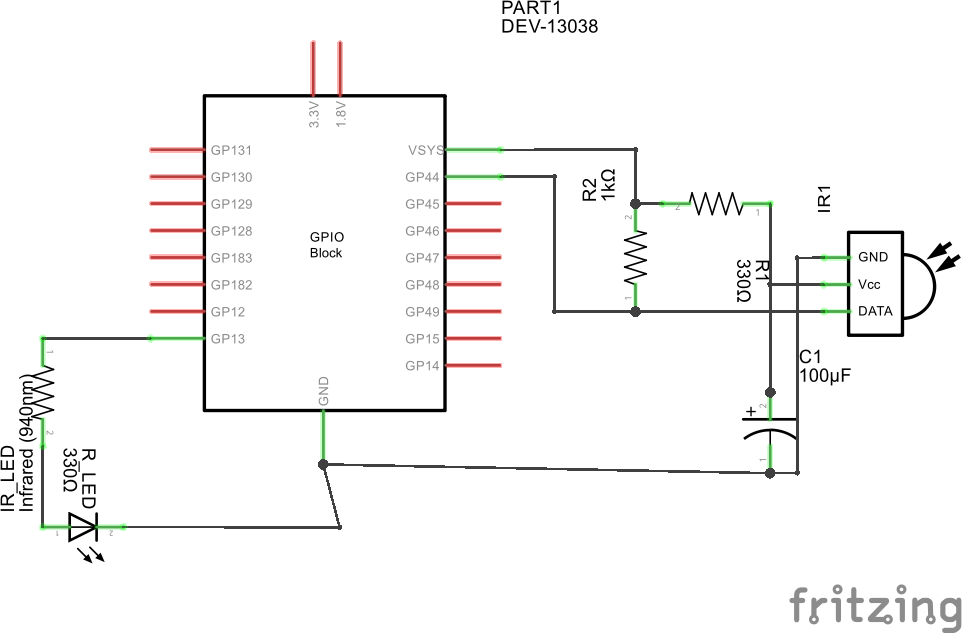 PART1
DEV-13038
3.3V
1.8V
GP131
GP130
GP129
GP128
GP183
GP182
GP12
GP13
GPIO
Block
VSYS
GP44
GP45
GP46
GP47
GP48
GP49
GP15
GP14
GND
R2
1kΩ
2
1
2
1
R1
330Ω
IR1
GND
Vcc
DATA
C1
100µF
+
2
1
1
2
IR_LED
Infrared (940nm)
R_LED
330Ω
1
2
fritzing